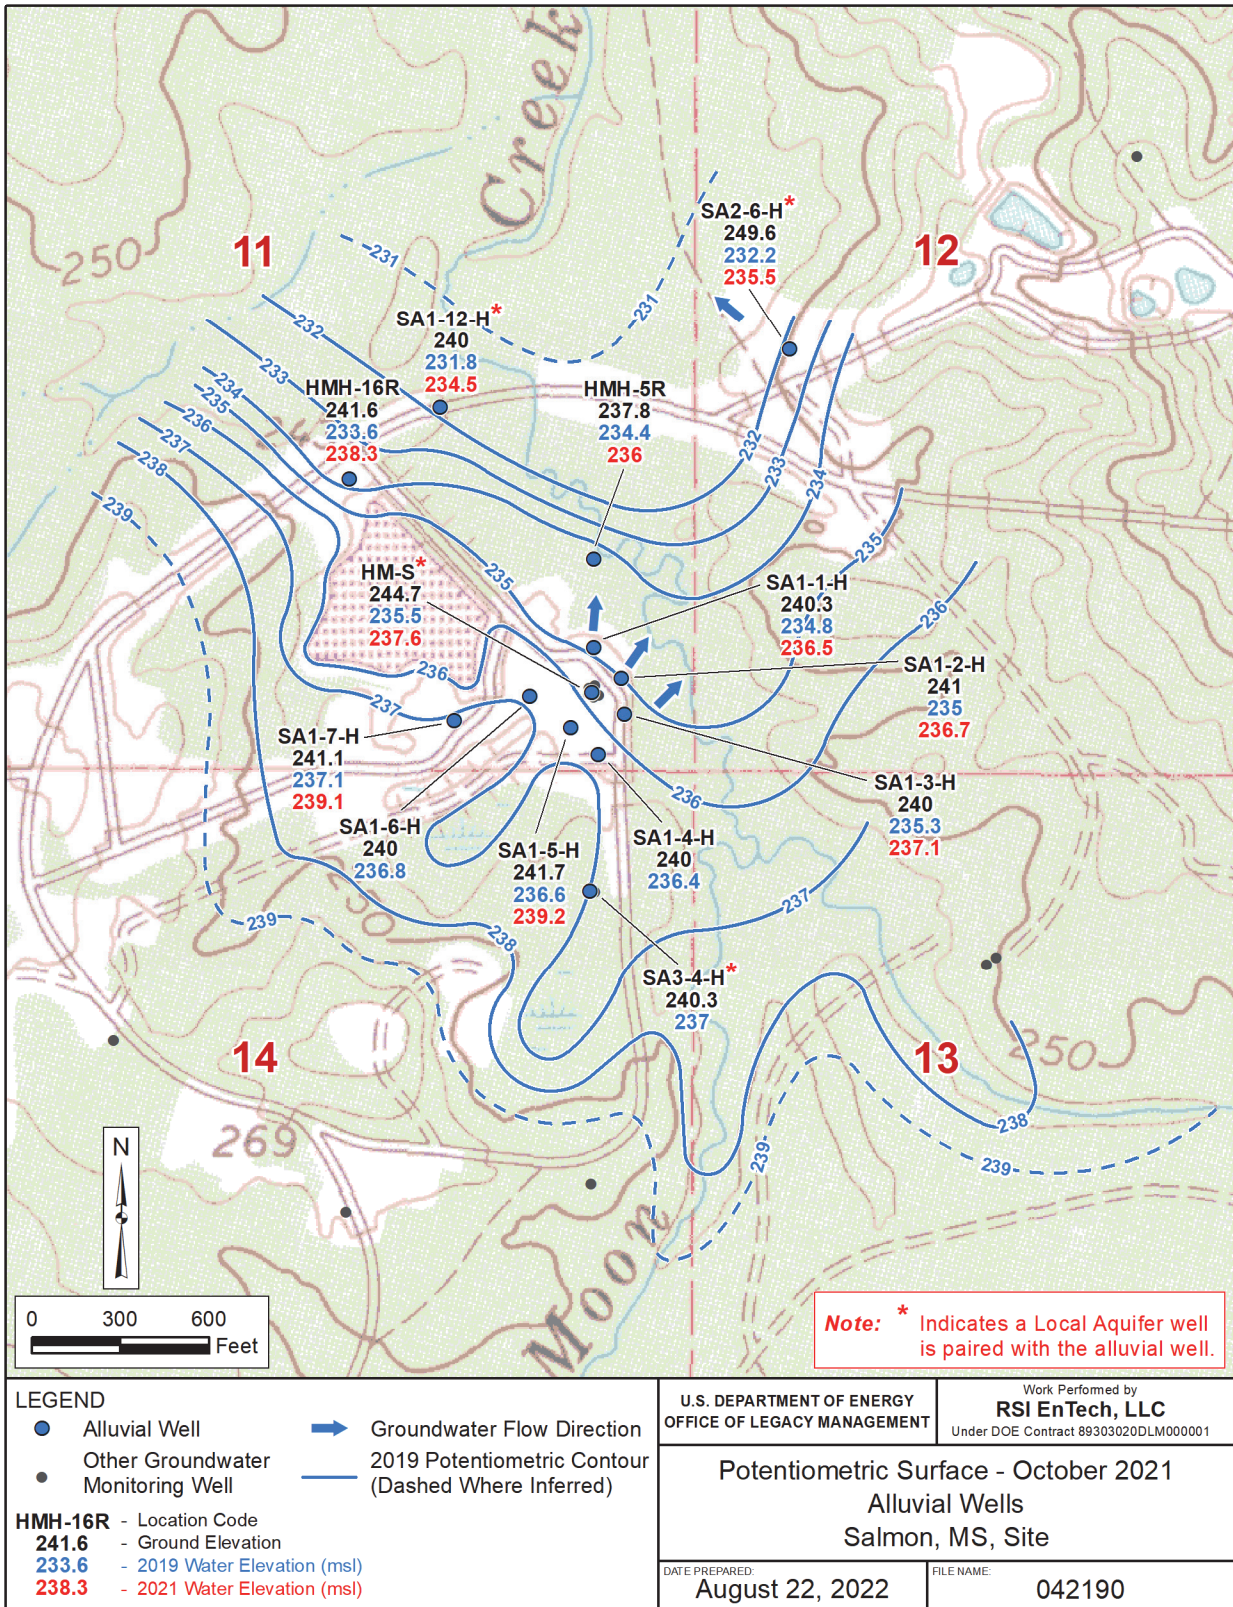 Creek
250
11
12
SA2-6-H*
249.6
232.2
235.5
231
231
SA1-12-H*
240
231.8
234.5
232
233
234
235
236
237
238
239
HMH-16R
241.6
233.6
238.3
HMH-5R
237.8
234.4
236
232
233
234
235
236
HM-S*
244.7
235.5
237.6
235
SA1-1-H
240.3
234.8
236.5
SA1-2-H
241
235
236.7
236
237
SA1-7-H
241.1
237.1
239.1
SA1-3-H
240
235.3
237.1
236
SA1-6-H
240
236.8
SA1-5-H
241.7
236.6
239.2
SA1-4-H
240
236.4
237
239
238
SA3-4-H*
240.3
237
14
13
250
238
239
239
269
Moon
N
0 300 600
Feet
Note: * Indicates a Local Aquifer well
is paired with the alluvial well.
LEGEND
Alluvial Well
Groundwater Flow Direction
Other Groundwater
Monitoring Well
2019 Potentiometric Contour
(Dashed Where Inferred)
HMH-16R - Location Code
241.6 - Ground Elevation
233.6 - 2019 Water Elevation (msl)
238.3 - 2021 Water Elevation (msl)
U.S. DEPARTMENT OF ENERGY
OFFICE OF LEGACY MANAGEMENT
Work Performed by
RSI EnTech, LLC
Under DOE Contract 89303020DLM000001
Potentiometric Surface - October 2021
Alluvial Wells
Salmon, MS, Site
DATE PREPARED:
August 22, 2022
FILE NAME:
042190